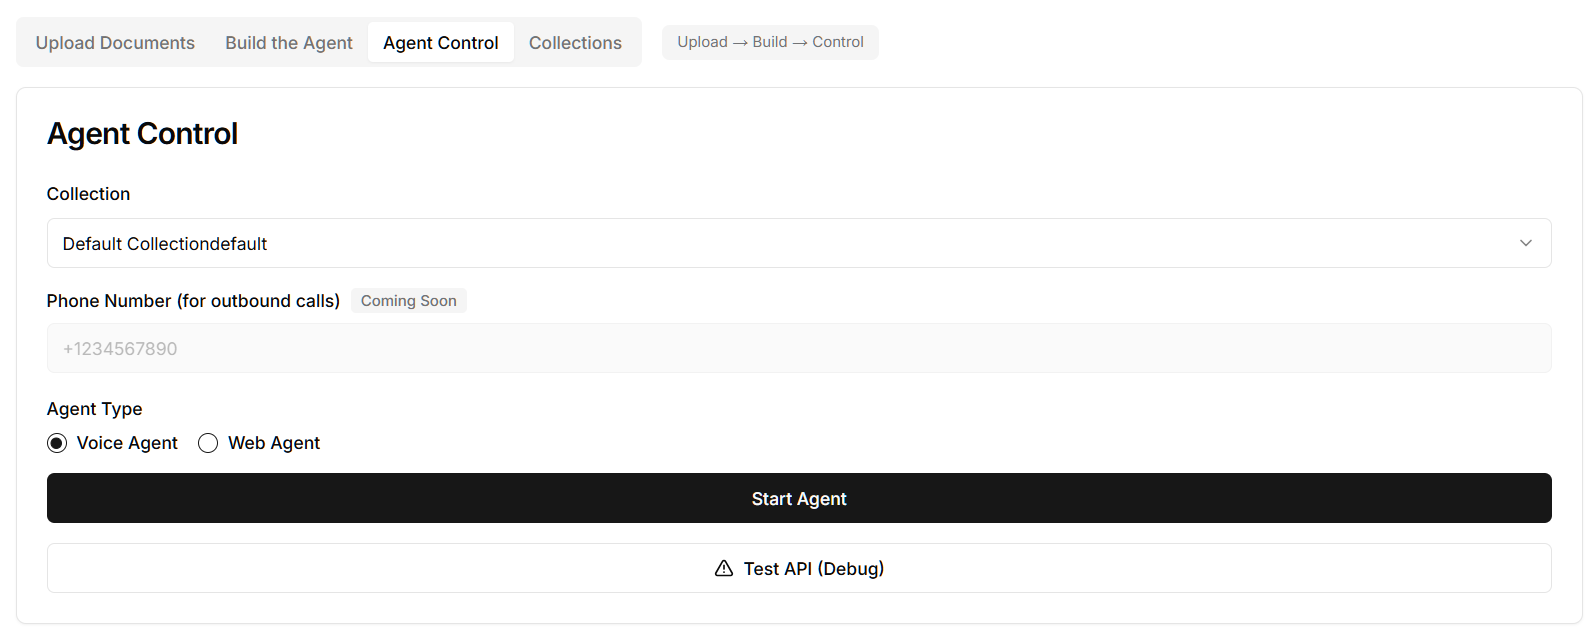 Upload Documents Build the Agent Agent Control Collections Upload → Build → Control
Agent Control
Collection
Default Collectiondefault
Phone Number (for outbound calls) Coming Soon
+1234567890
Agent Type
Voice Agent Web Agent
Start Agent
Test API (Debug)